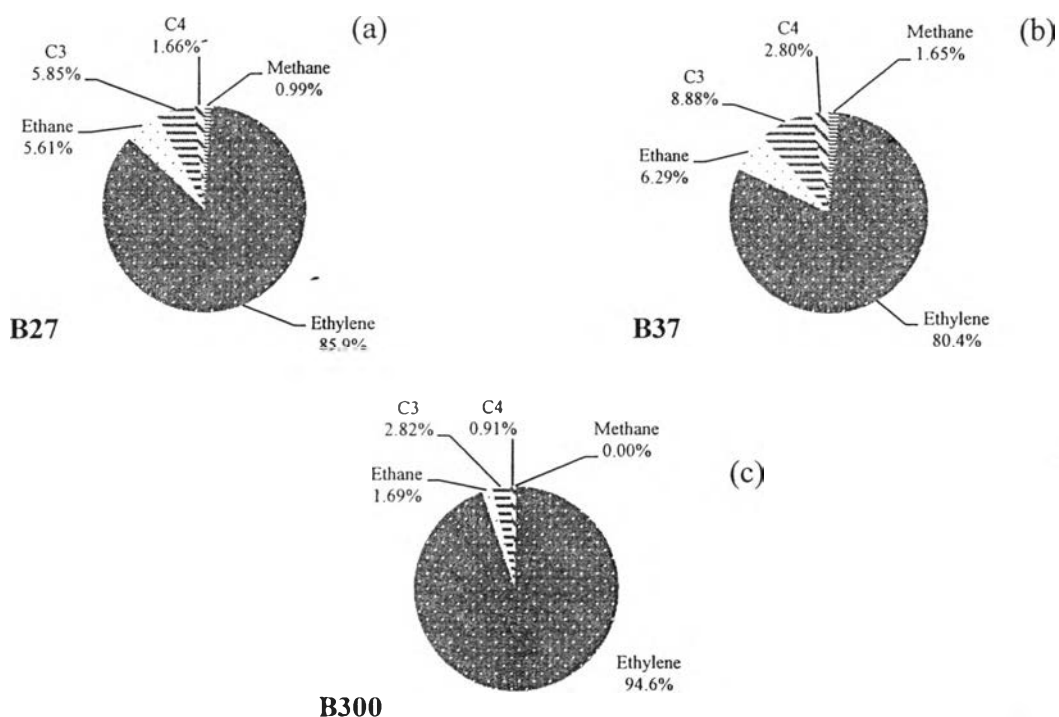 (a)
C4
1.66%
C3
5.85%
Methane
0.99%
Ethane
5.61%
Ethylene
85.9%
B27
(b)
C4
2.80%
Methane
1.65%
C3
8.88%
Ethane
6.29%
Ethylene
80.4%
B37
(c)
C3
2.82%
C4
0.91%
Methane
0.00%
Ethane
1.69%
Ethylene
94.6%
B300